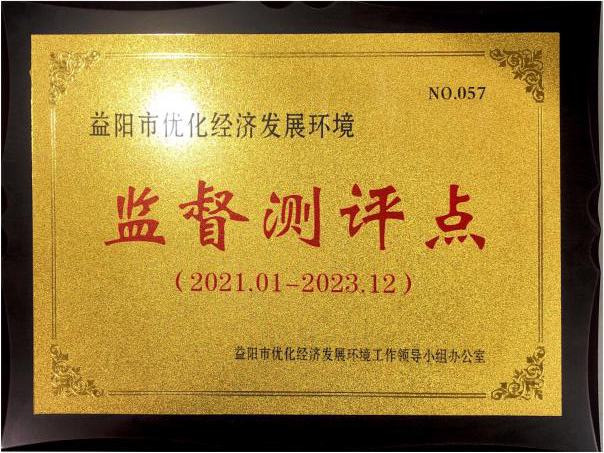 NO.057
益阳市优化经济发展环境
监督测评点
(2021.01-2023.12)
益阳市优化经济发展环境工作领导小组办公室